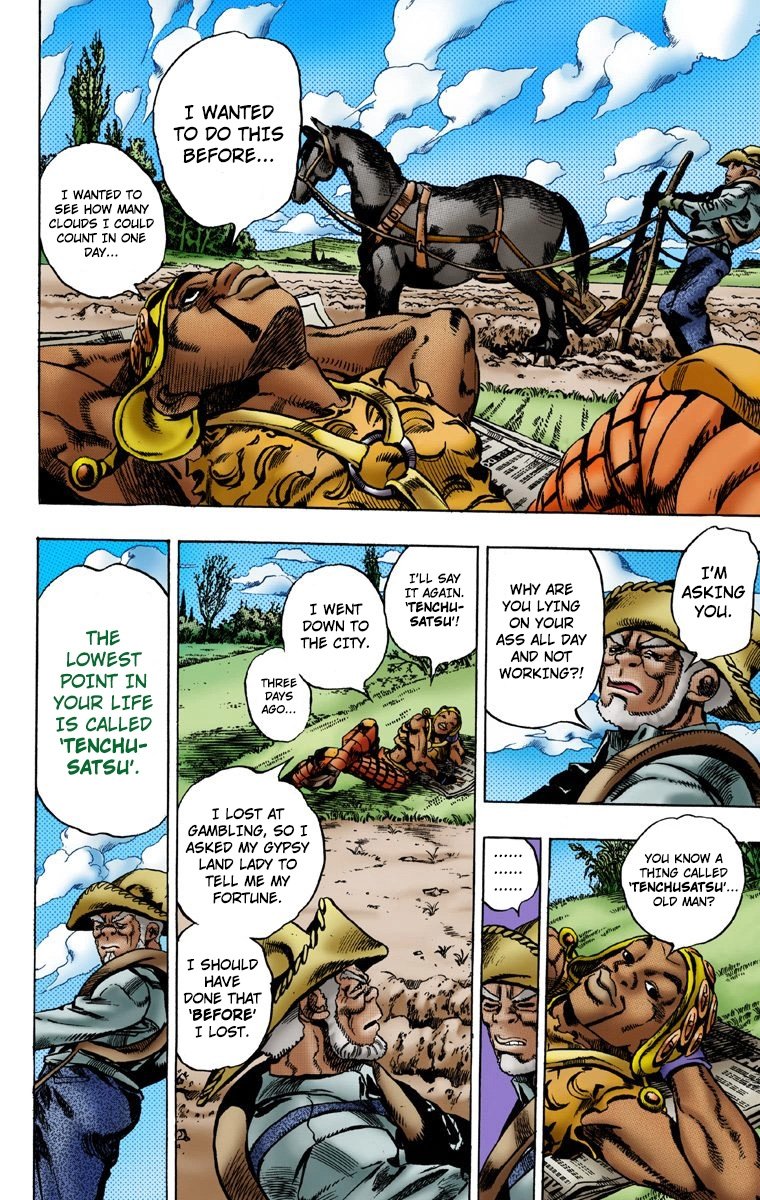 I WANTED
TO DO THIS
BEFORE...
I WANTED TO
SEE HOW MANY
CLOUDS I COULD
COUNT IN ONE
DAY...
I'M
ASKING
YOU.
WHY ARE
YOU LYING
ON YOUR
ASS ALL DAY
AND NOT
WORKING?!
YOU KNOW A
THING CALLED
'TENCHUSATSU'...
OLD MAN?
......
......
......
I'LL SAY
IT AGAIN.
'TENCHU-
SATSU'!
I WENT
DOWN TO
THE CITY.
THREE
DAYS
AGO...
I LOST AT
GAMBLING, SO I
ASKED MY GYPSY
LAND LADY TO
TELL ME MY
FORTUNE.
I SHOULD
HAVE
DONE THAT
'BEFORE'
I LOST.
THE
LOWEST
POINT IN
YOUR LIFE
IS CALLED
'TENCHU-
SATSU'.